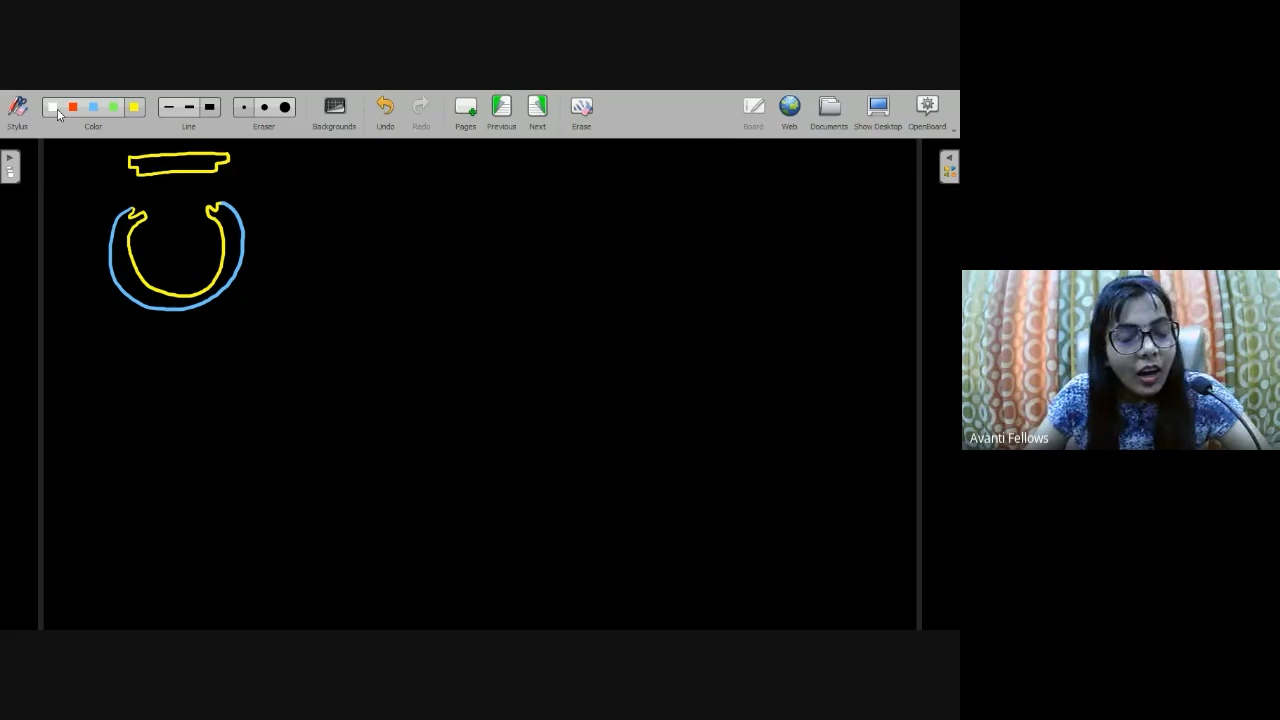 Stylus
Color
Line
Eraser
Backgrounds
Undo
Redo
Pages
Previous
Next
Erase
Board
Web
Documents
Show Desktop
OpenBoard
Avanti Fellows